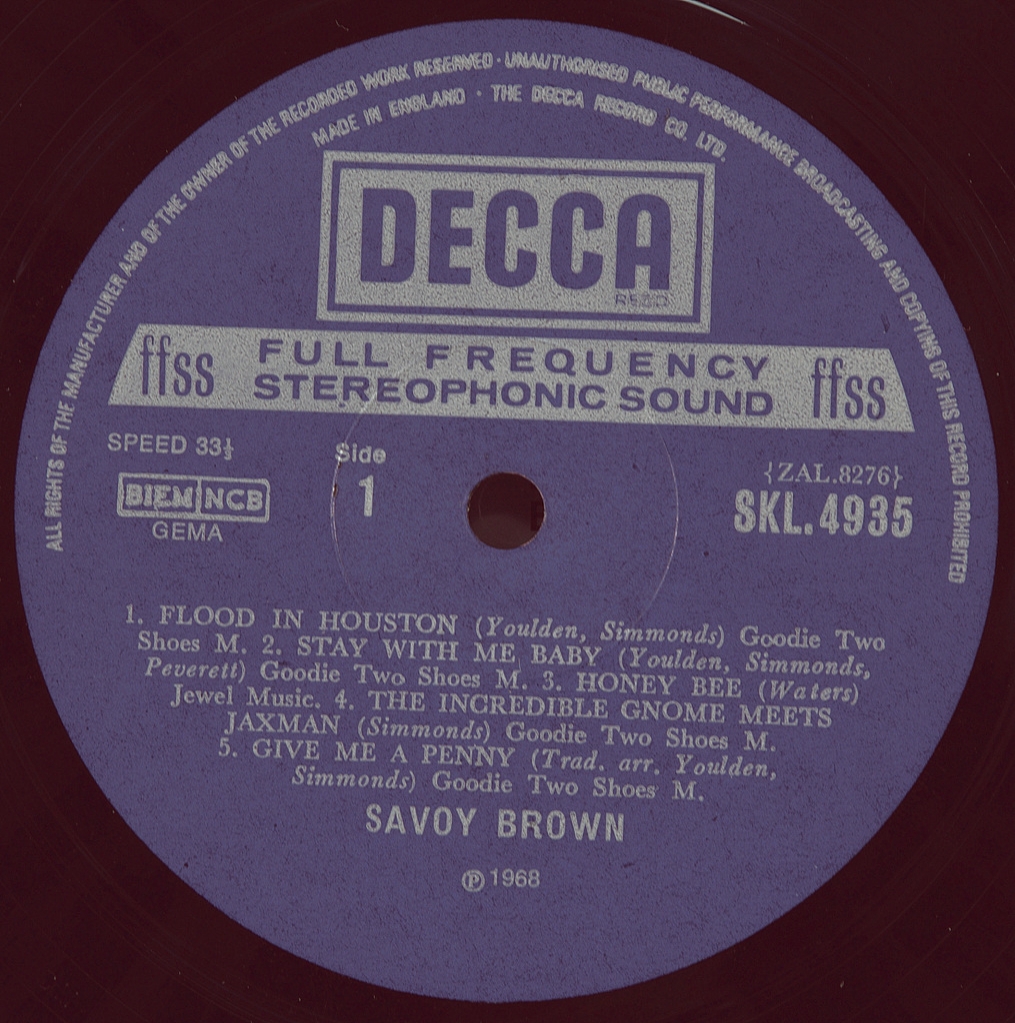 ALL RIGHTS OF THE MANUFACTURER AND OF THE OWNER OF THE RECORDED WORK RESERVED · UNAUTHORISED PUBLIC PERFORMANCE BROADCASTING AND COPYING OF THIS RECORD PROHIBITED
MADE IN ENGLAND · THE DECCA RECORD CO. LTD.
DECCA
REGD
ffss FULL FREQUENCY ffss
STEREOPHONIC SOUND
SPEED 33⅓
Side
1
{ZAL.8276}
SKL.4935
BIEM NCB
GEMA
1. FLOOD IN HOUSTON (Youlden, Simmonds) Goodie Two
Shoes M. 2. STAY WITH ME BABY (Youlden, Simmonds,
Peverett) Goodie Two Shoes M. 3. HONEY BEE (Waters)
Jewel Music. 4. THE INCREDIBLE GNOME MEETS
JAXMAN (Simmonds) Goodie Two Shoes M.
5. GIVE ME A PENNY (Trad. arr. Youlden,
Simmonds) Goodie Two Shoes M.
SAVOY BROWN
℗ 1968